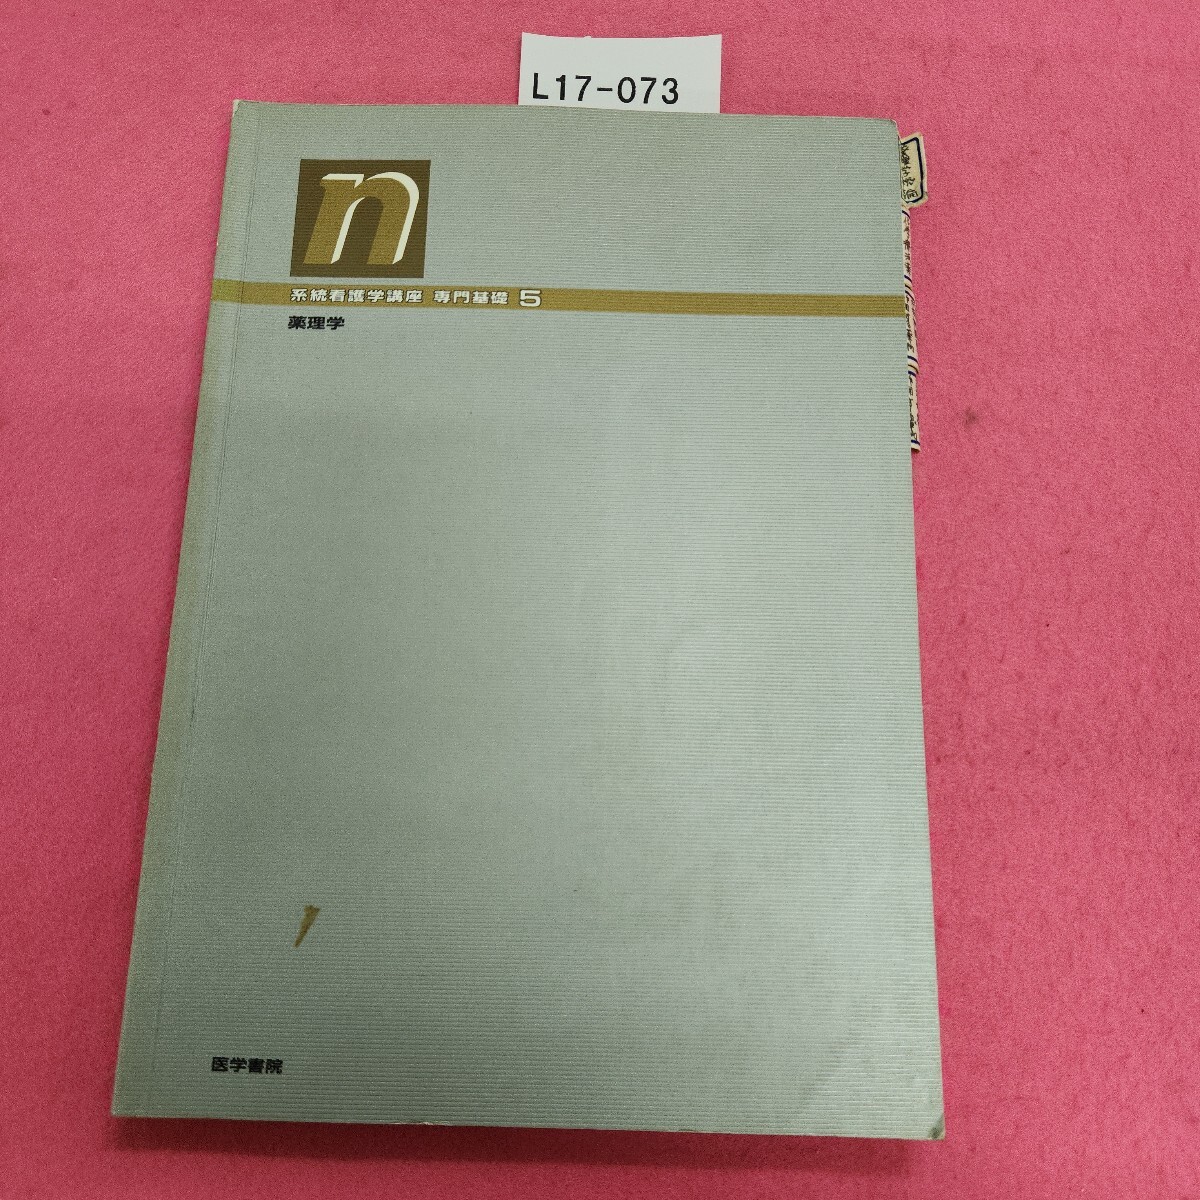 L17-073
n
系統看護学講座 専門基礎 5
薬理学
医学書院